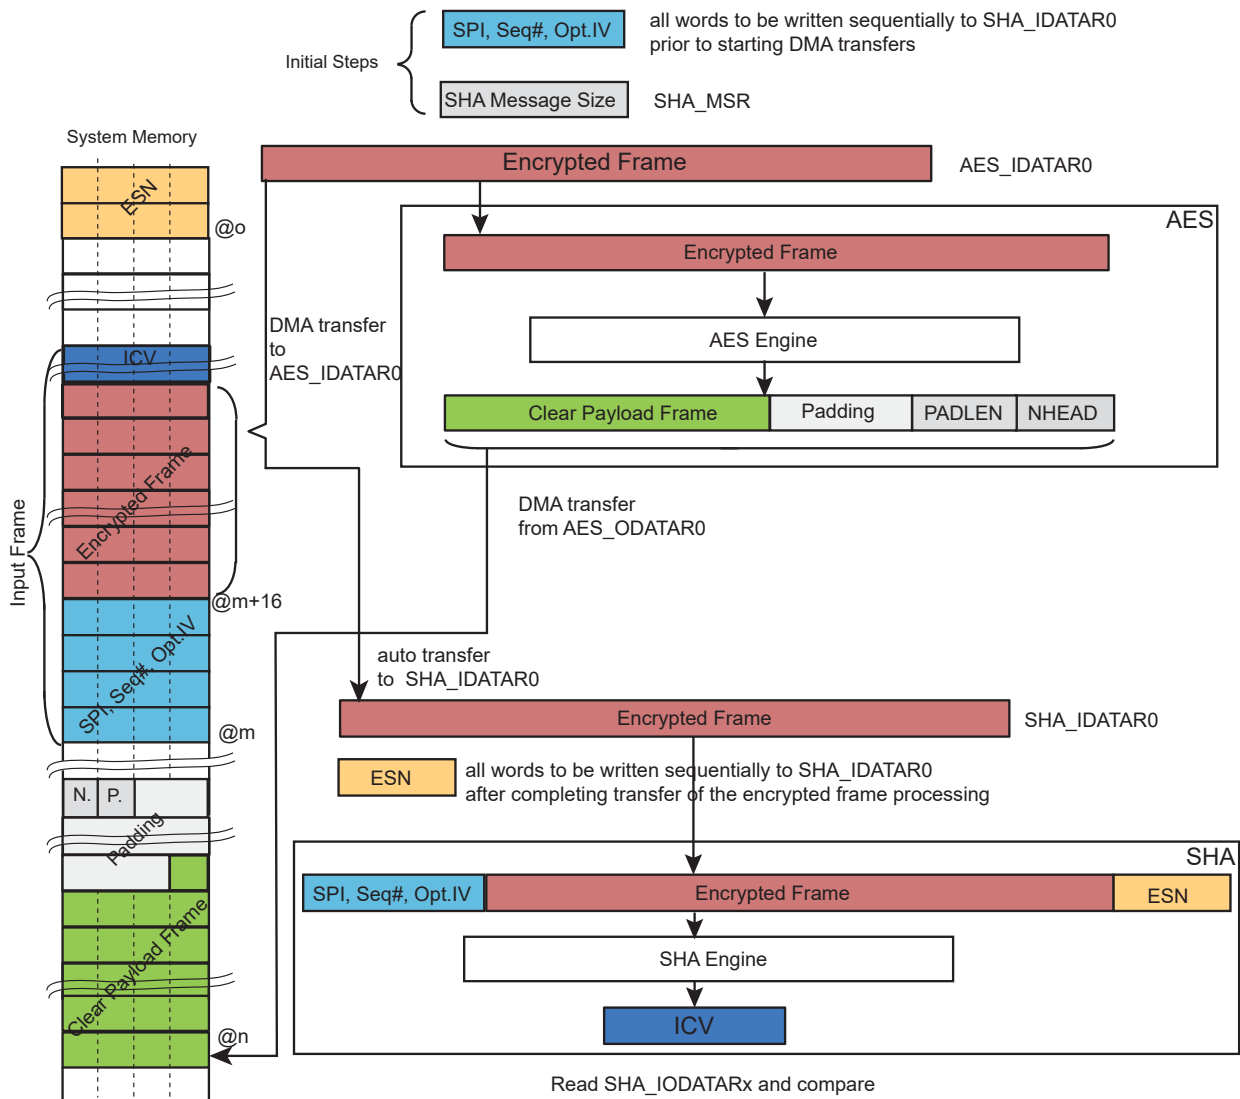 SPI, Seq#, Opt.IV
all words to be written sequentially to SHA_IDATAR0
prior to starting DMA transfers
Initial Steps
SHA Message Size
SHA_MSR
System Memory
Encrypted Frame
AES_IDATAR0
ESN
@o
AES
Encrypted Frame
DMA transfer
to
AES_IDATAR0
AES Engine
ICV
Clear Payload Frame
Padding
PADLEN
NHEAD
Input Frame
Encrypted Frame
DMA transfer
from AES_ODATAR0
@m+16
SPI, Seq#, Opt.IV
auto transfer
to SHA_IDATAR0
@m
Encrypted Frame
SHA_IDATAR0
ESN
all words to be written sequentially to SHA_IDATAR0
after completing transfer of the encrypted frame processing
N.
P.
Padding
SHA
SPI, Seq#, Opt.IV
Encrypted Frame
ESN
Clear Payload Frame
SHA Engine
ICV
@n
Read SHA_IODATARx and compare